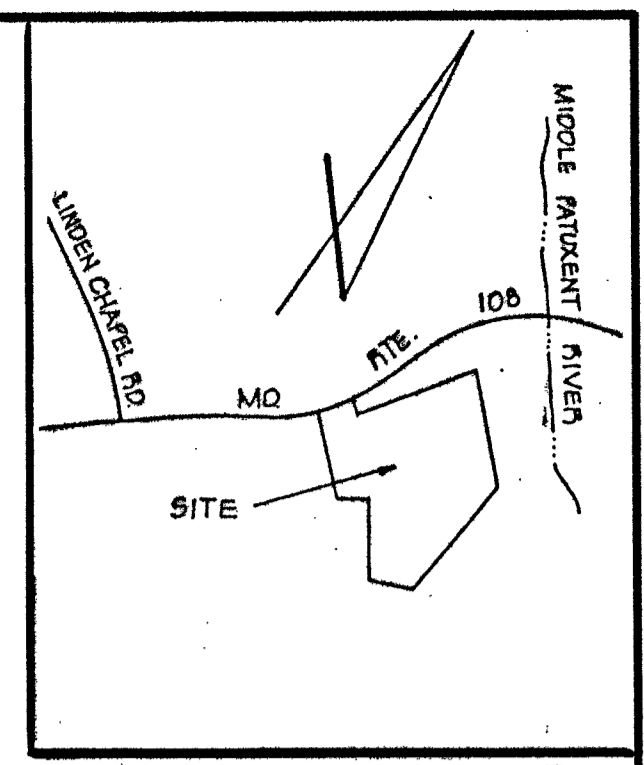 MIDDLE PATUXENT RIVER
LINDEN CHAPEL RD.
MD. RTE. 108
SITE